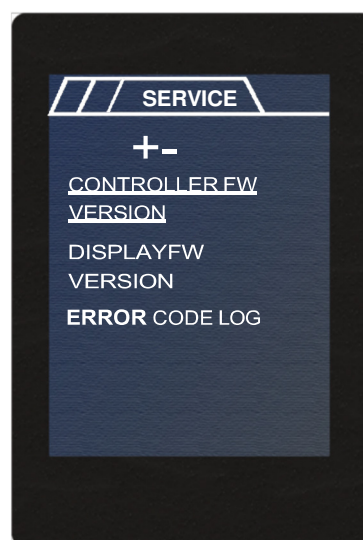 SERVICE
+-
CONTROLLER FW
VERSION
DISPLAYFW
VERSION
ERROR CODE LOG